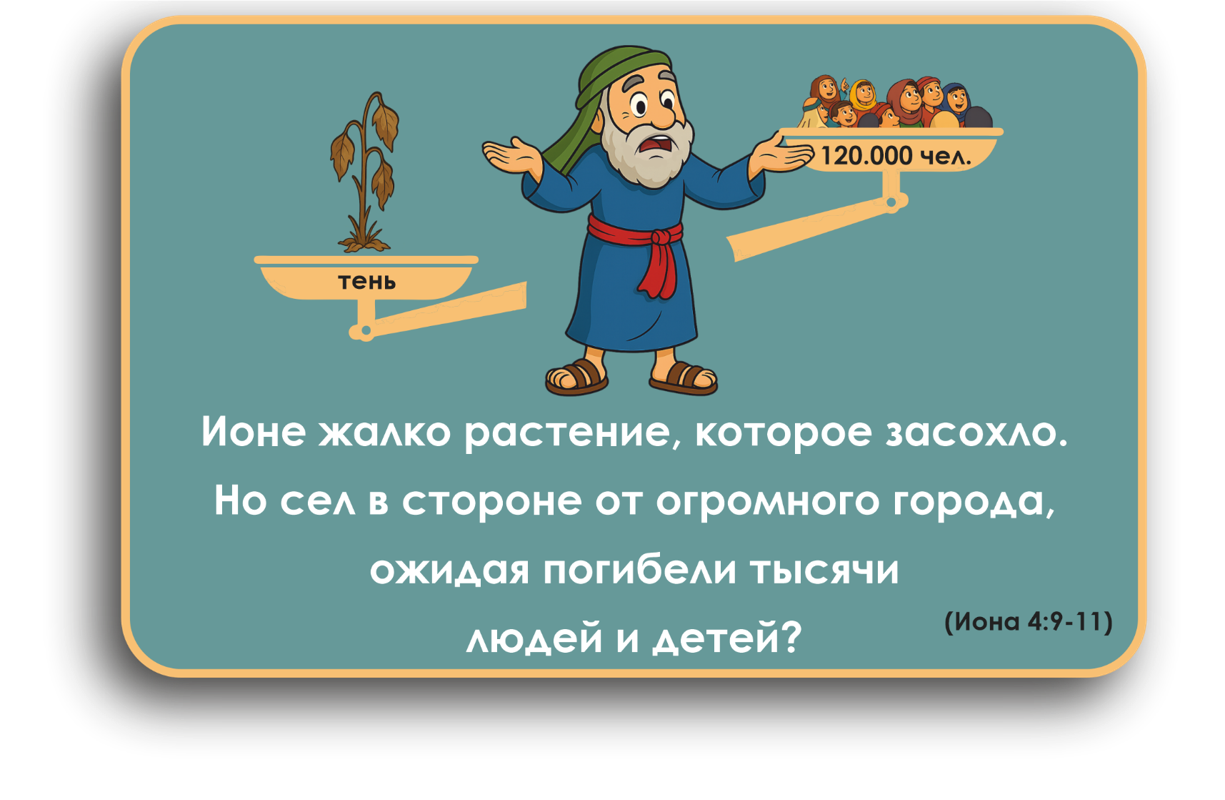 120.000 чел.
тень
Ионе жалко растение, которое засохло.
Но сел в стороне от огромного города,
ожидая погибели тысячи
людей и детей?
(Иона 4:9-11)